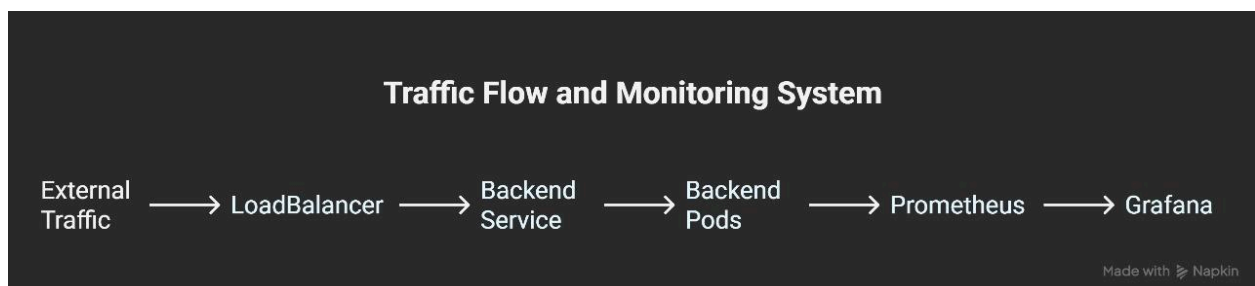 Traffic Flow and Monitoring System
External
Traffic
LoadBalancer
Backend
Service
Backend
Pods
Prometheus
Grafana
Made with Napkin